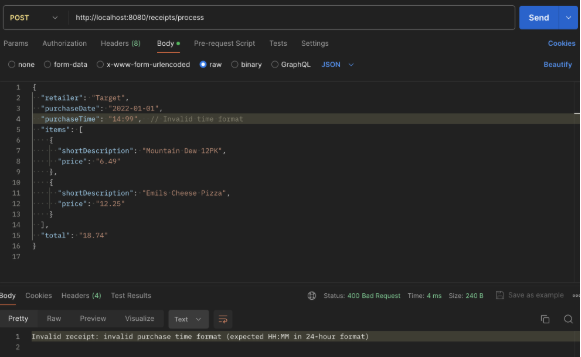 POST
http://localhost:8080/receipts/process
Send
Params Authorization Headers (8) Body Pre-request Script Tests Settings Cookies
none form-data x-www-form-urlencoded raw binary GraphQL JSON Beautify
1 {
2 "retailer": "Target",
3 "purchaseDate": "2022-01-01",
4 "purchaseTime": "14:99", // Invalid time format
5 "items": [
6 {
7 "shortDescription": "Mountain Dew 12PK",
8 "price": "6.49"
9 },
10 {
11 "shortDescription": "Emils Cheese Pizza",
12 "price": "12.25"
13 }
14 ],
15 "total": "18.74"
16 }
17
Body Cookies Headers (4) Test Results Status: 400 Bad Request Time: 4 ms Size: 240 B Save as example
Pretty Raw Preview Visualize Text
1 Invalid receipt: invalid purchase time format (expected HH:MM in 24-hour format)
2